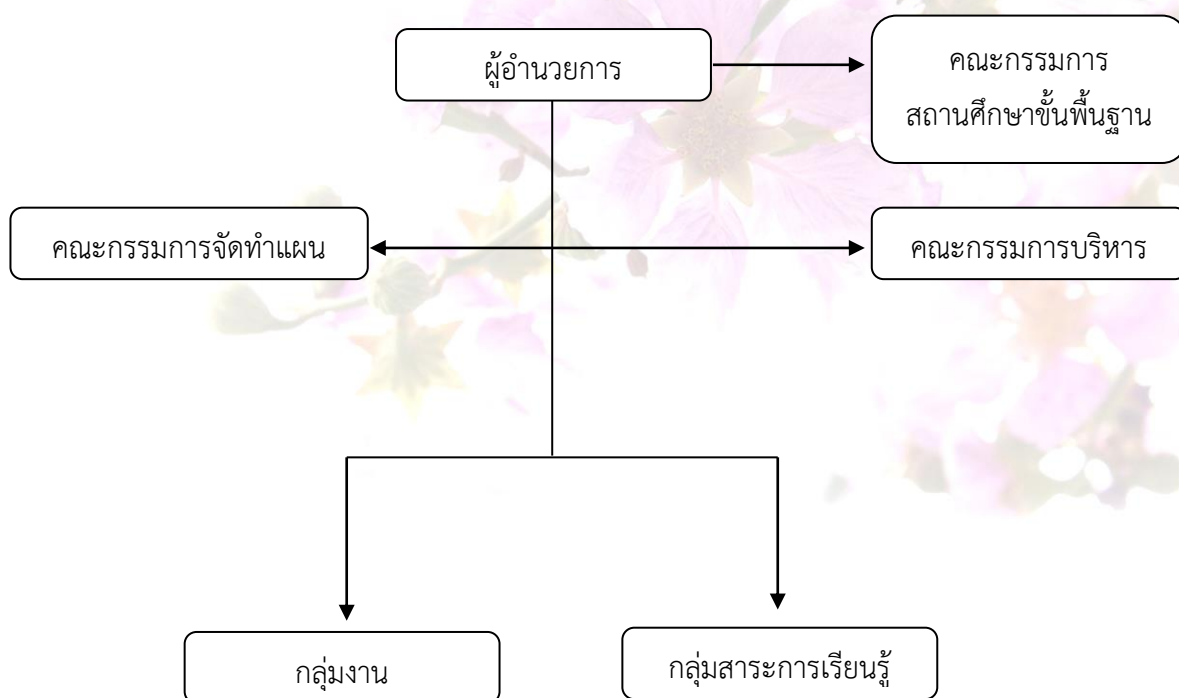 ผู้อำนวยการ
คณะกรรมการ
สถานศึกษาขั้นพื้นฐาน
คณะกรรมการจัดทำแผน
คณะกรรมการบริหาร
กลุ่มงาน
กลุ่มสาระการเรียนรู้